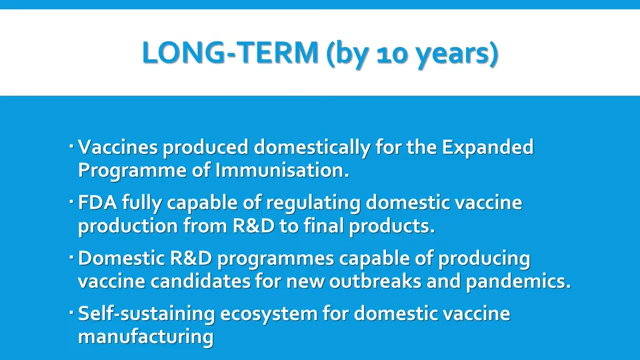 LONG-TERM (by 10 years)
▪ Vaccines produced domestically for the Expanded
Programme of Immunisation.
▪ FDA fully capable of regulating domestic vaccine
production from R&D to final products.
▪ Domestic R&D programmes capable of producing
vaccine candidates for new outbreaks and pandemics.
▪ Self-sustaining ecosystem for domestic vaccine
manufacturing